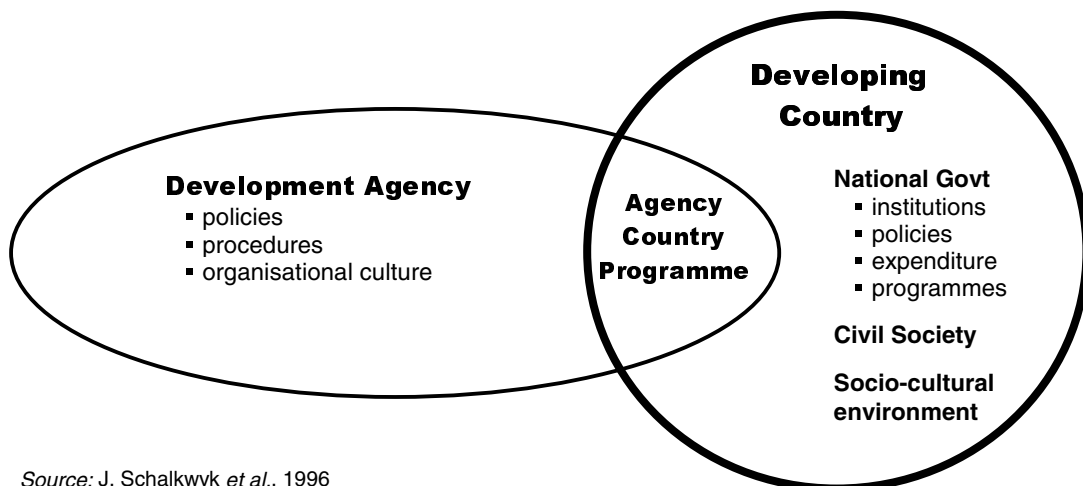 Developing
Country
Development Agency
▪ policies
▪ procedures
▪ organisational culture
Agency
Country
Programme
National Govt
▪ institutions
▪ policies
▪ expenditure
▪ programmes
Civil Society
Socio-cultural
environment
Source: J. Schalkwyk et al., 1996